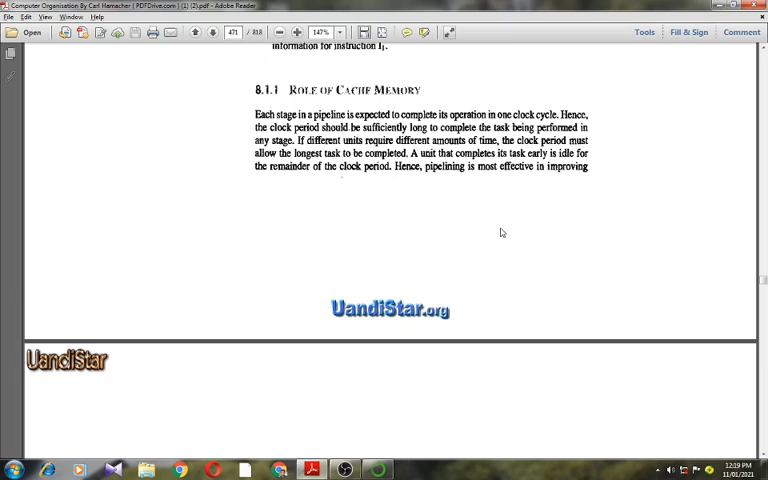 Computer Organisation By Carl Hamacher ( PDFDrive.com ) (1) (2).pdf - Adobe Reader
File Edit View Window Help
Open 471 / 818 147% Tools Fill & Sign Comment
information for instruction I₁.
8.1.1 ROLE OF CACHE MEMORY
Each stage in a pipeline is expected to complete its operation in one clock cycle. Hence,
the clock period should be sufficiently long to complete the task being performed in
any stage. If different units require different amounts of time, the clock period must
allow the longest task to be completed. A unit that completes its task early is idle for
the remainder of the clock period. Hence, pipelining is most effective in improving
UandiStar.org
UandiStar
12:19 PM
11/01/2021